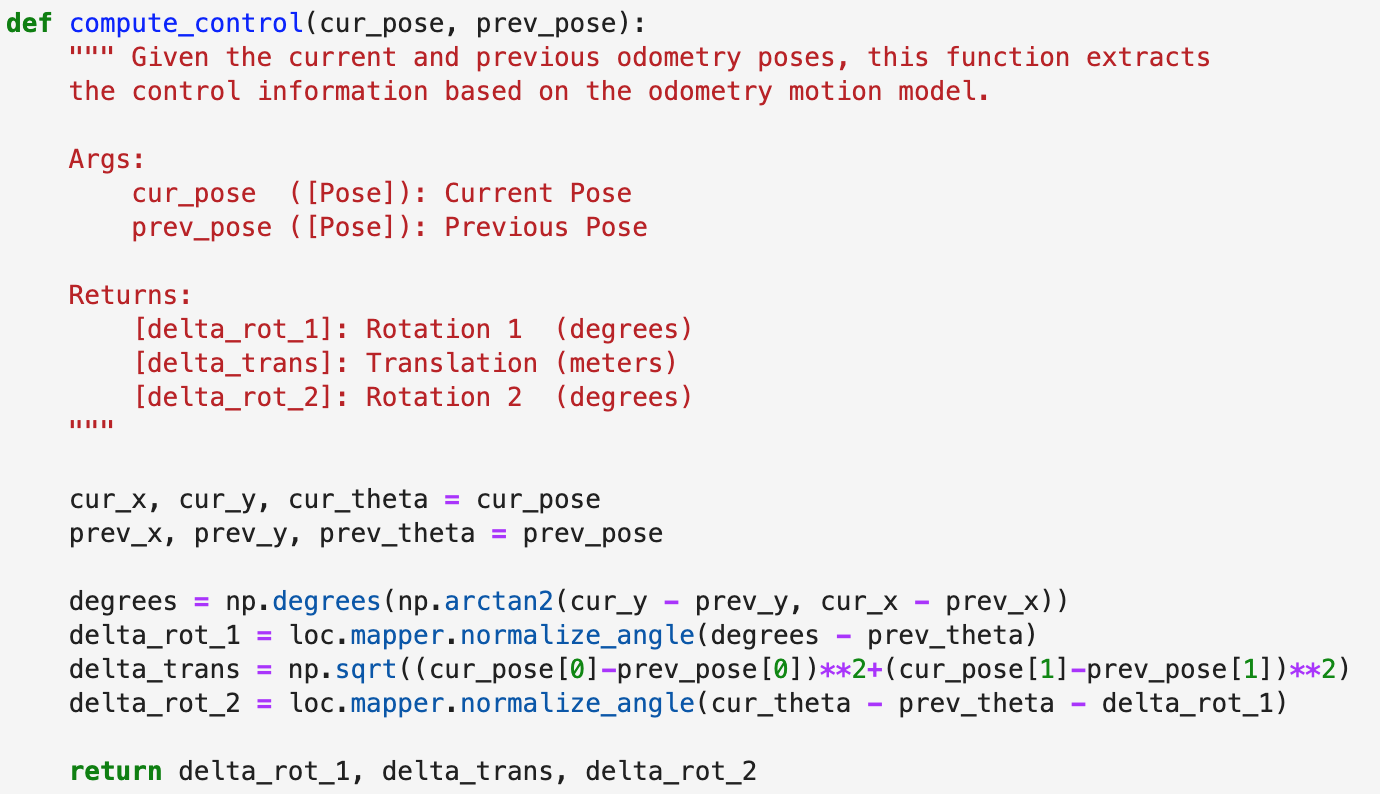 def compute_control(cur_pose, prev_pose):
    """ Given the current and previous odometry poses, this function extracts
    the control information based on the odometry motion model.

    Args:
        cur_pose  ([Pose]): Current Pose
        prev_pose ([Pose]): Previous Pose

    Returns:
        [delta_rot_1]: Rotation 1  (degrees)
        [delta_trans]: Translation (meters)
        [delta_rot_2]: Rotation 2  (degrees)
    """

    cur_x, cur_y, cur_theta = cur_pose
    prev_x, prev_y, prev_theta = prev_pose

    degrees = np.degrees(np.arctan2(cur_y - prev_y, cur_x - prev_x))
    delta_rot_1 = loc.mapper.normalize_angle(degrees - prev_theta)
    delta_trans = np.sqrt((cur_pose[0]-prev_pose[0])**2+(cur_pose[1]-prev_pose[1])**2)
    delta_rot_2 = loc.mapper.normalize_angle(cur_theta - prev_theta - delta_rot_1)

    return delta_rot_1, delta_trans, delta_rot_2